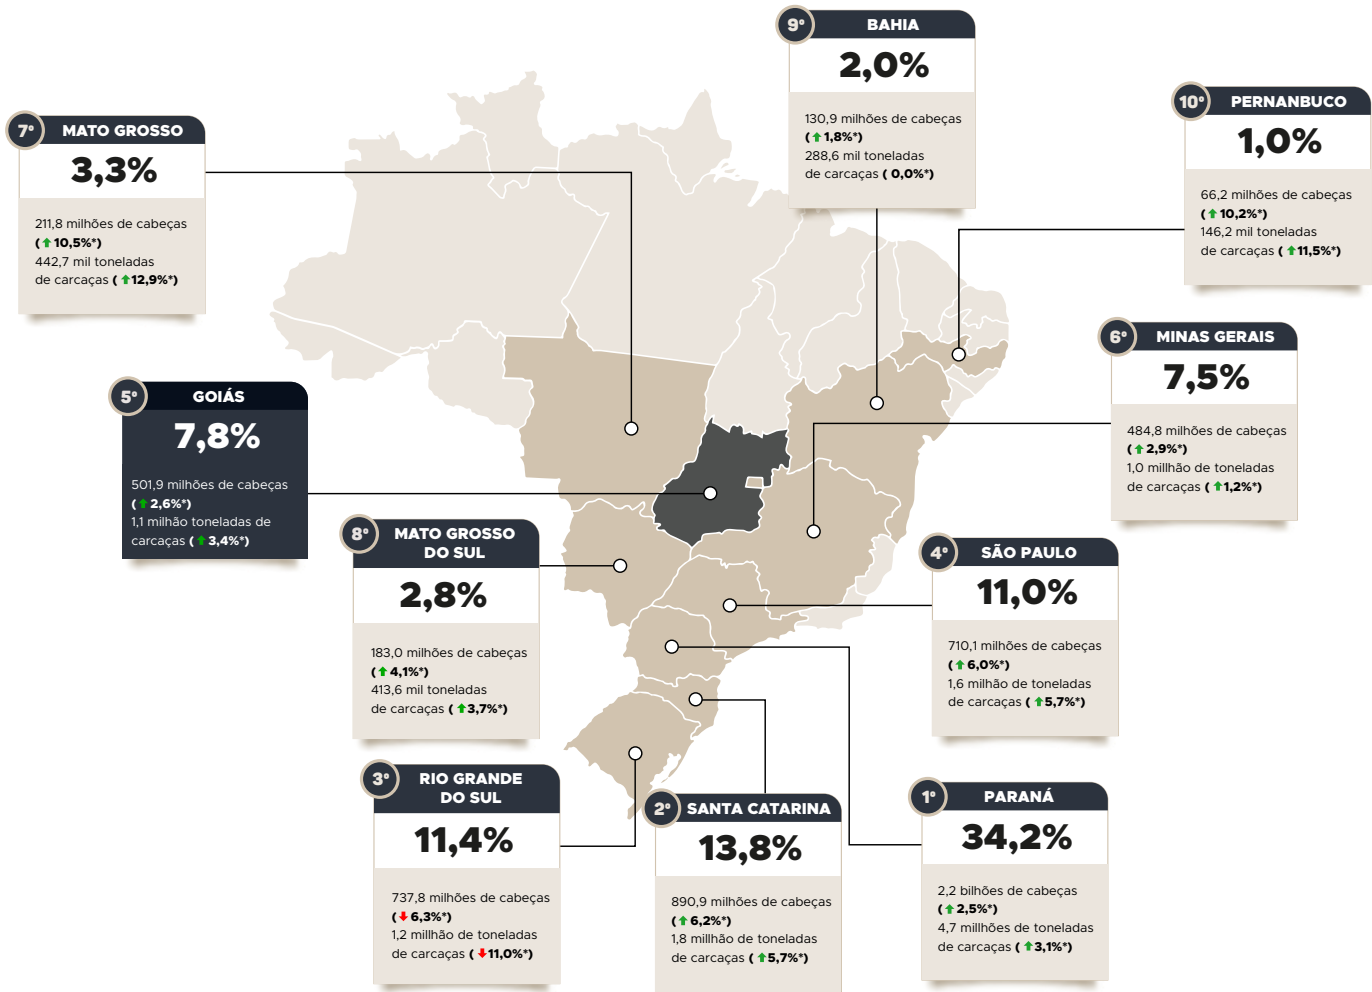 9º
BAHIA
2,0%
130,9 milhões de cabeças
( 1,8%*)
288,6 mil toneladas
de carcaças ( 0,0%*)
10º
PERNANBUCO
1,0%
66,2 milhões de cabeças
( 10,2%*)
146,2 mil toneladas
de carcaças ( 11,5%*)
7º
MATO GROSSO
3,3%
211,8 milhões de cabeças
( 10,5%*)
442,7 mil toneladas
de carcaças ( 12,9%*)
6º
MINAS GERAIS
7,5%
484,8 milhões de cabeças
( 2,9%*)
1,0 millhão de toneladas
de carcaças ( 1,2%*)
5º
GOIÁS
7,8%
501,9 milhões de cabeças
( 2,6%*)
1,1 milhão toneladas de
carcaças ( 3,4%*)
8º
MATO GROSSO
DO SUL
2,8%
183,0 milhões de cabeças
( 4,1%*)
413,6 mil toneladas
de carcaças ( 3,7%*)
4º
SÃO PAULO
11,0%
710,1 milhões de cabeças
( 6,0%*)
1,6 milhão de toneladas
de carcaças ( 5,7%*)
3º
RIO GRANDE
DO SUL
11,4%
737,8 milhões de cabeças
( 6,3%*)
1,2 millhão de toneladas
de carcaças ( 11,0%*)
2º
SANTA CATARINA
13,8%
890,9 milhões de cabeças
( 6,2%*)
1,8 millhão de toneladas
de carcaças ( 5,7%*)
1º
PARANÁ
34,2%
2,2 bilhões de cabeças
( 2,5%*)
4,7 millhões de toneladas
de carcaças ( 3,1%*)